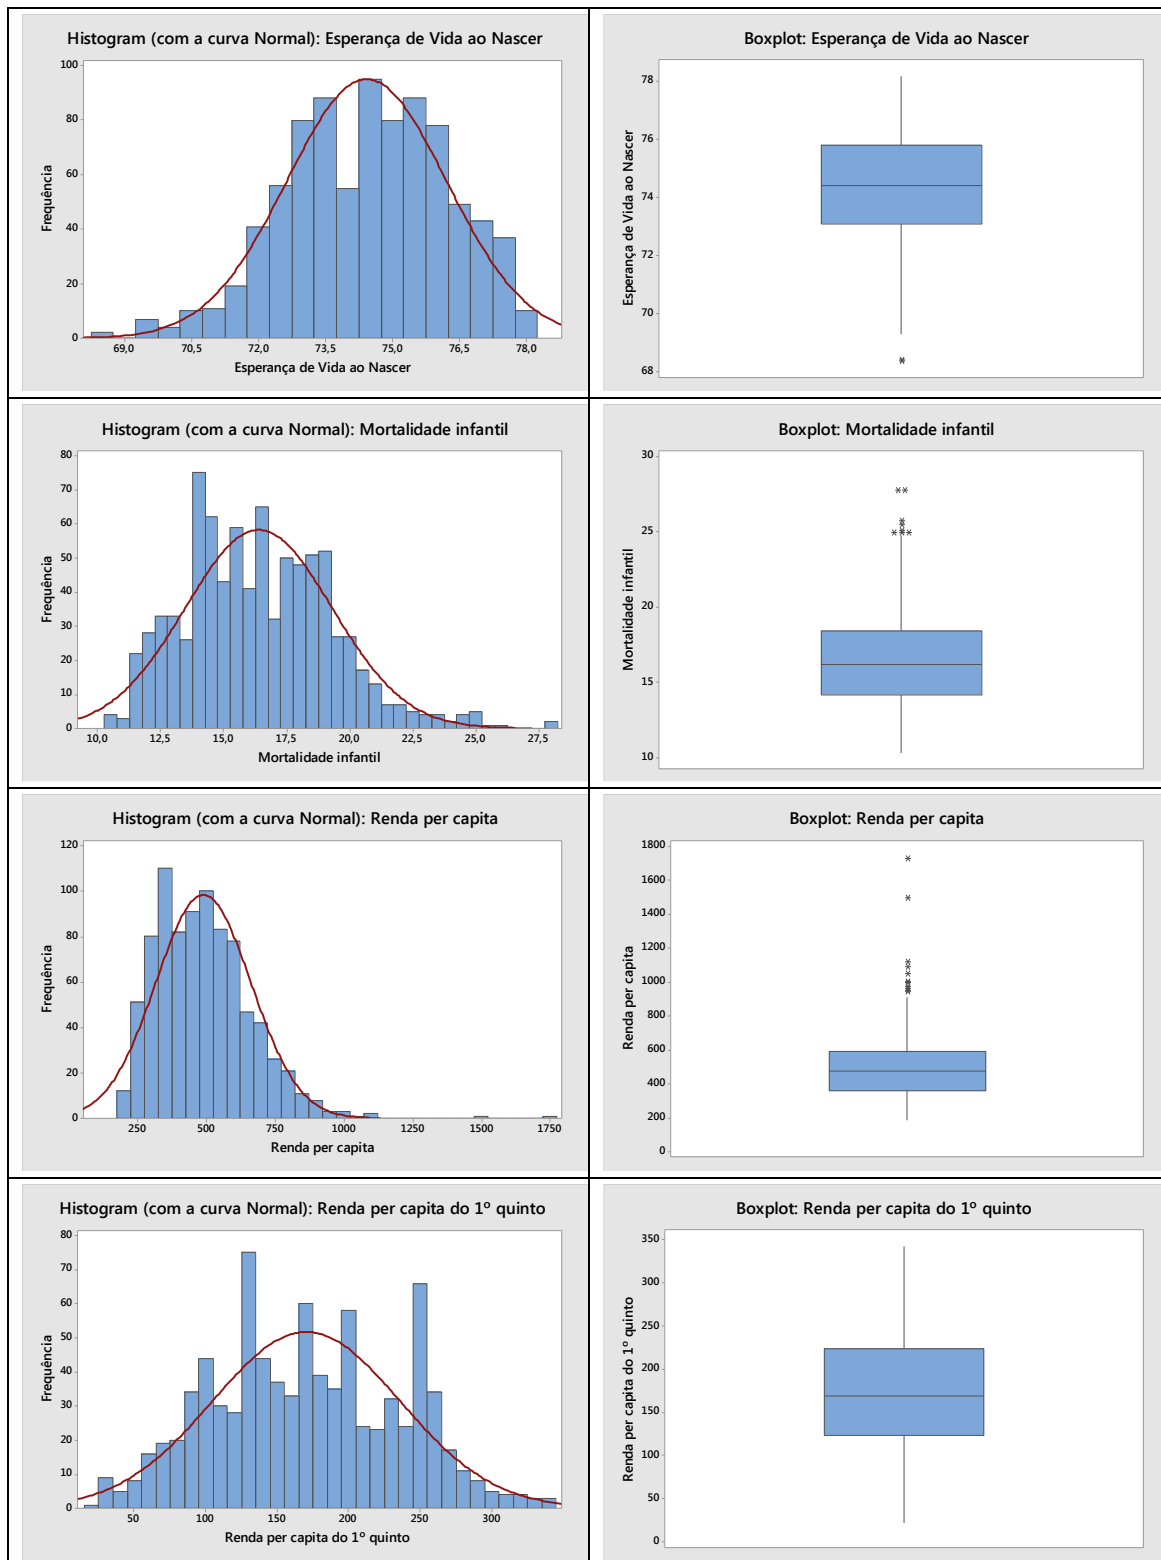 Histogram (com a curva Normal): Esperança de Vida ao Nascer
100
80
60
40
20
0
Frequência
69,0 70,5 72,0 73,5 75,0 76,5 78,0
Esperança de Vida ao Nascer
Boxplot: Esperança de Vida ao Nascer
78
76
74
72
70
68
Esperança de Vida ao Nascer
Histogram (com a curva Normal): Mortalidade infantil
80
70
60
50
40
30
20
10
0
Frequência
10,0 12,5 15,0 17,5 20,0 22,5 25,0 27,5
Mortalidade infantil
Boxplot: Mortalidade infantil
30
25
20
15
10
Mortalidade infantil
Histogram (com a curva Normal): Renda per capita
120
100
80
60
40
20
0
Frequência
250 500 750 1000 1250 1500 1750
Renda per capita
Boxplot: Renda per capita
1800
1600
1400
1200
1000
800
600
400
200
0
Renda per capita
Histogram (com a curva Normal): Renda per capita do 1º quinto
80
70
60
50
40
30
20
10
0
Frequência
50 100 150 200 250 300
Renda per capita do 1º quinto
Boxplot: Renda per capita do 1º quinto
350
300
250
200
150
100
50
0
Renda per capita do 1º quinto